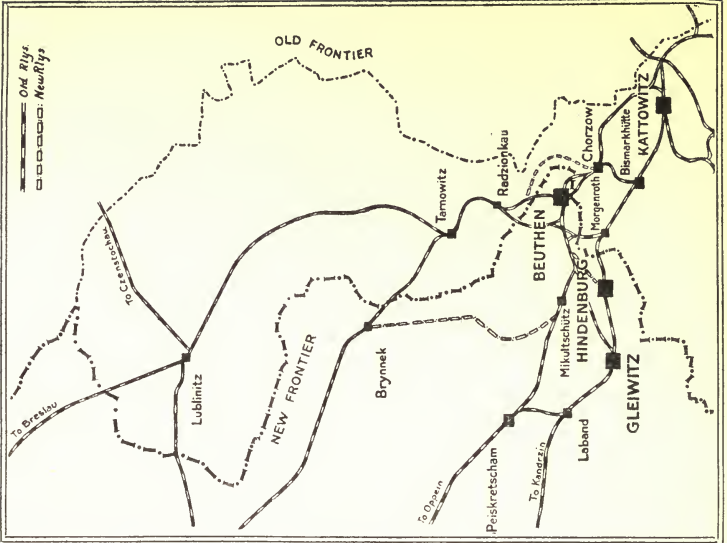 Old Rlys.
New Rlys.
OLD FRONTIER
To Czenstochau
To Breslau
Lublinitz
NEW FRONTIER
Tarnowitz
Radzionkau
Brynnek
BEUTHEN
Chorzow
Morgenroth
Bismarkhütte
KATTOWITZ
Mikultschütz
HINDENBURG
GLEIWITZ
Laband
Peiskretscham
To Oppeln
To Kandrzin